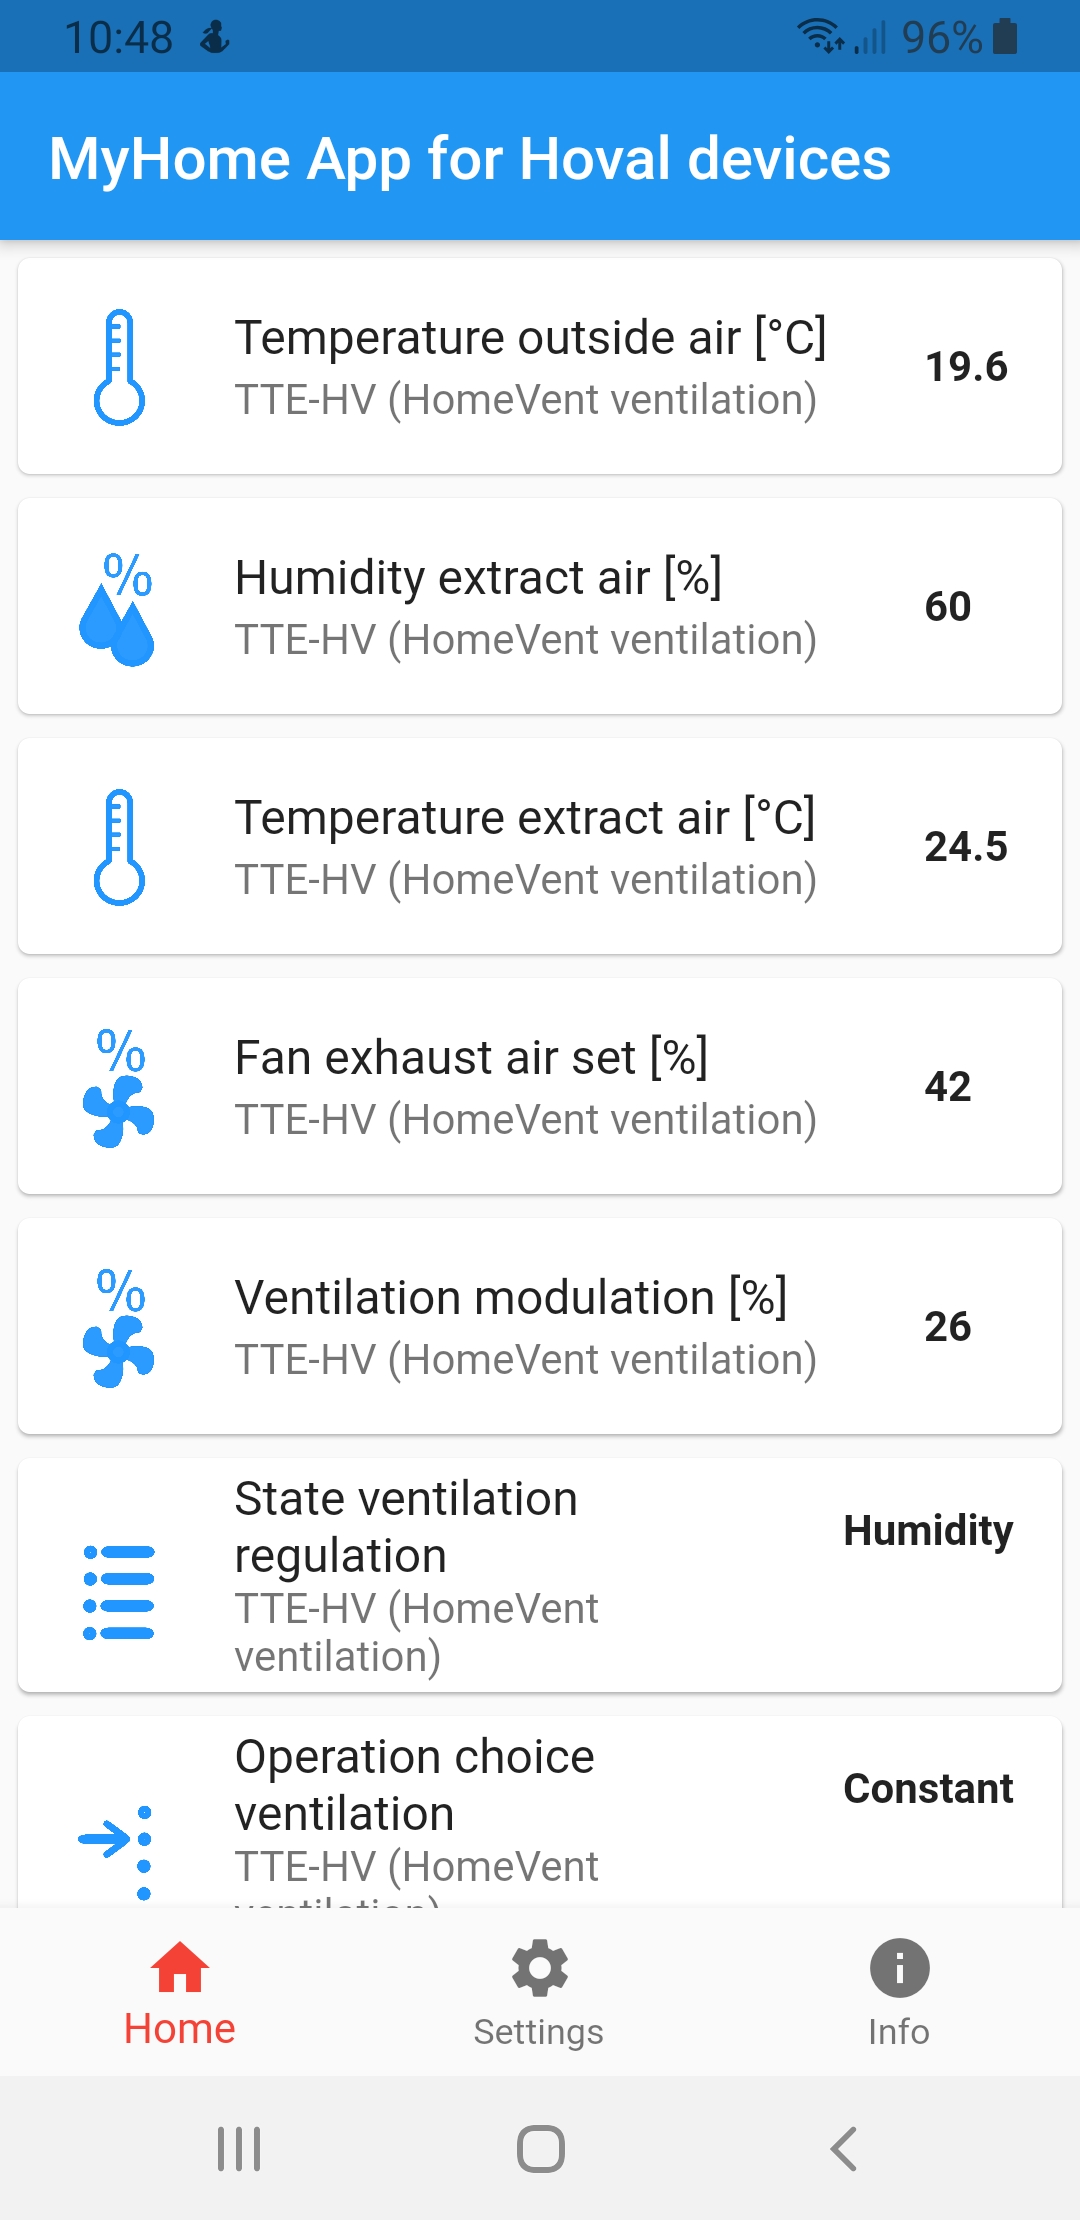 10:48
96%
MyHome App for Hoval devices
Temperature outside air [°C]
TTE-HV (HomeVent ventilation)
19.6
%
Humidity extract air [%]
TTE-HV (HomeVent ventilation)
60
Temperature extract air [°C]
TTE-HV (HomeVent ventilation)
24.5
%
Fan exhaust air set [%]
TTE-HV (HomeVent ventilation)
42
%
Ventilation modulation [%]
TTE-HV (HomeVent ventilation)
26
State ventilation
regulation
TTE-HV (HomeVent
ventilation)
Humidity
Operation choice
ventilation
TTE-HV (HomeVent
Constant
Home
Settings
Info